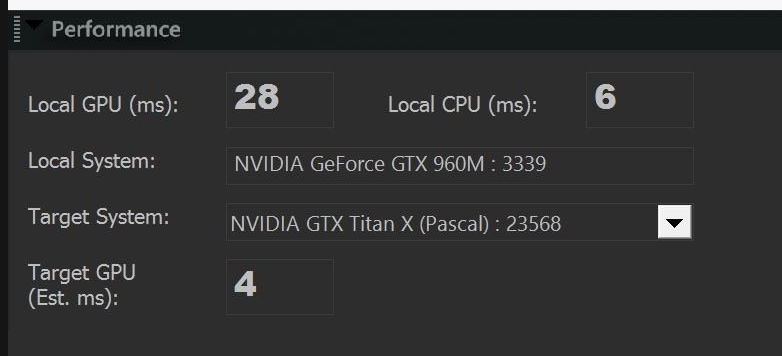 Performance
Local GPU (ms): 28 Local CPU (ms): 6
Local System: NVIDIA GeForce GTX 960M : 3339
Target System: NVIDIA GTX Titan X (Pascal) : 23568
Target GPU
(Est. ms): 4